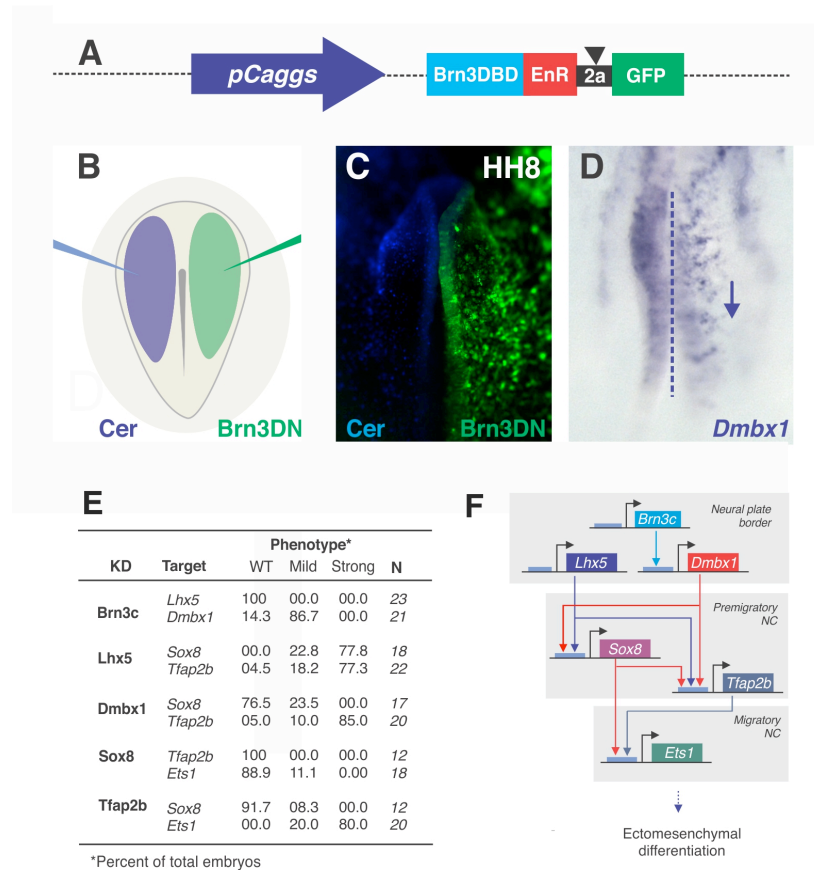 A
pCaggs
Brn3DBD EnR 2a GFP
B
Cer
Brn3DN
C
HH8
Cer
Brn3DN
D
Dmbx1
E
Phenotype*
KD Target WT Mild Strong N
Brn3c Lhx5 100 00.0 00.0 23
Dmbx1 14.3 86.7 00.0 21
Lhx5 Sox8 00.0 22.8 77.8 18
Tfap2b 04.5 18.2 77.3 22
Dmbx1 Sox8 76.5 23.5 00.0 17
Tfap2b 05.0 10.0 85.0 20
Sox8 Tfap2b 100 00.0 00.0 12
Ets1 88.9 11.1 0.00 18
Tfap2b Sox8 91.7 08.3 00.0 12
Ets1 00.0 20.0 80.0 20
*Percent of total embryos
F
Neural plate
border
Brn3c
Lhx5
Dmbx1
Premigratory
NC
Sox8
Tfap2b
Migratory
NC
Ets1
Ectomesenchymal
differentiation